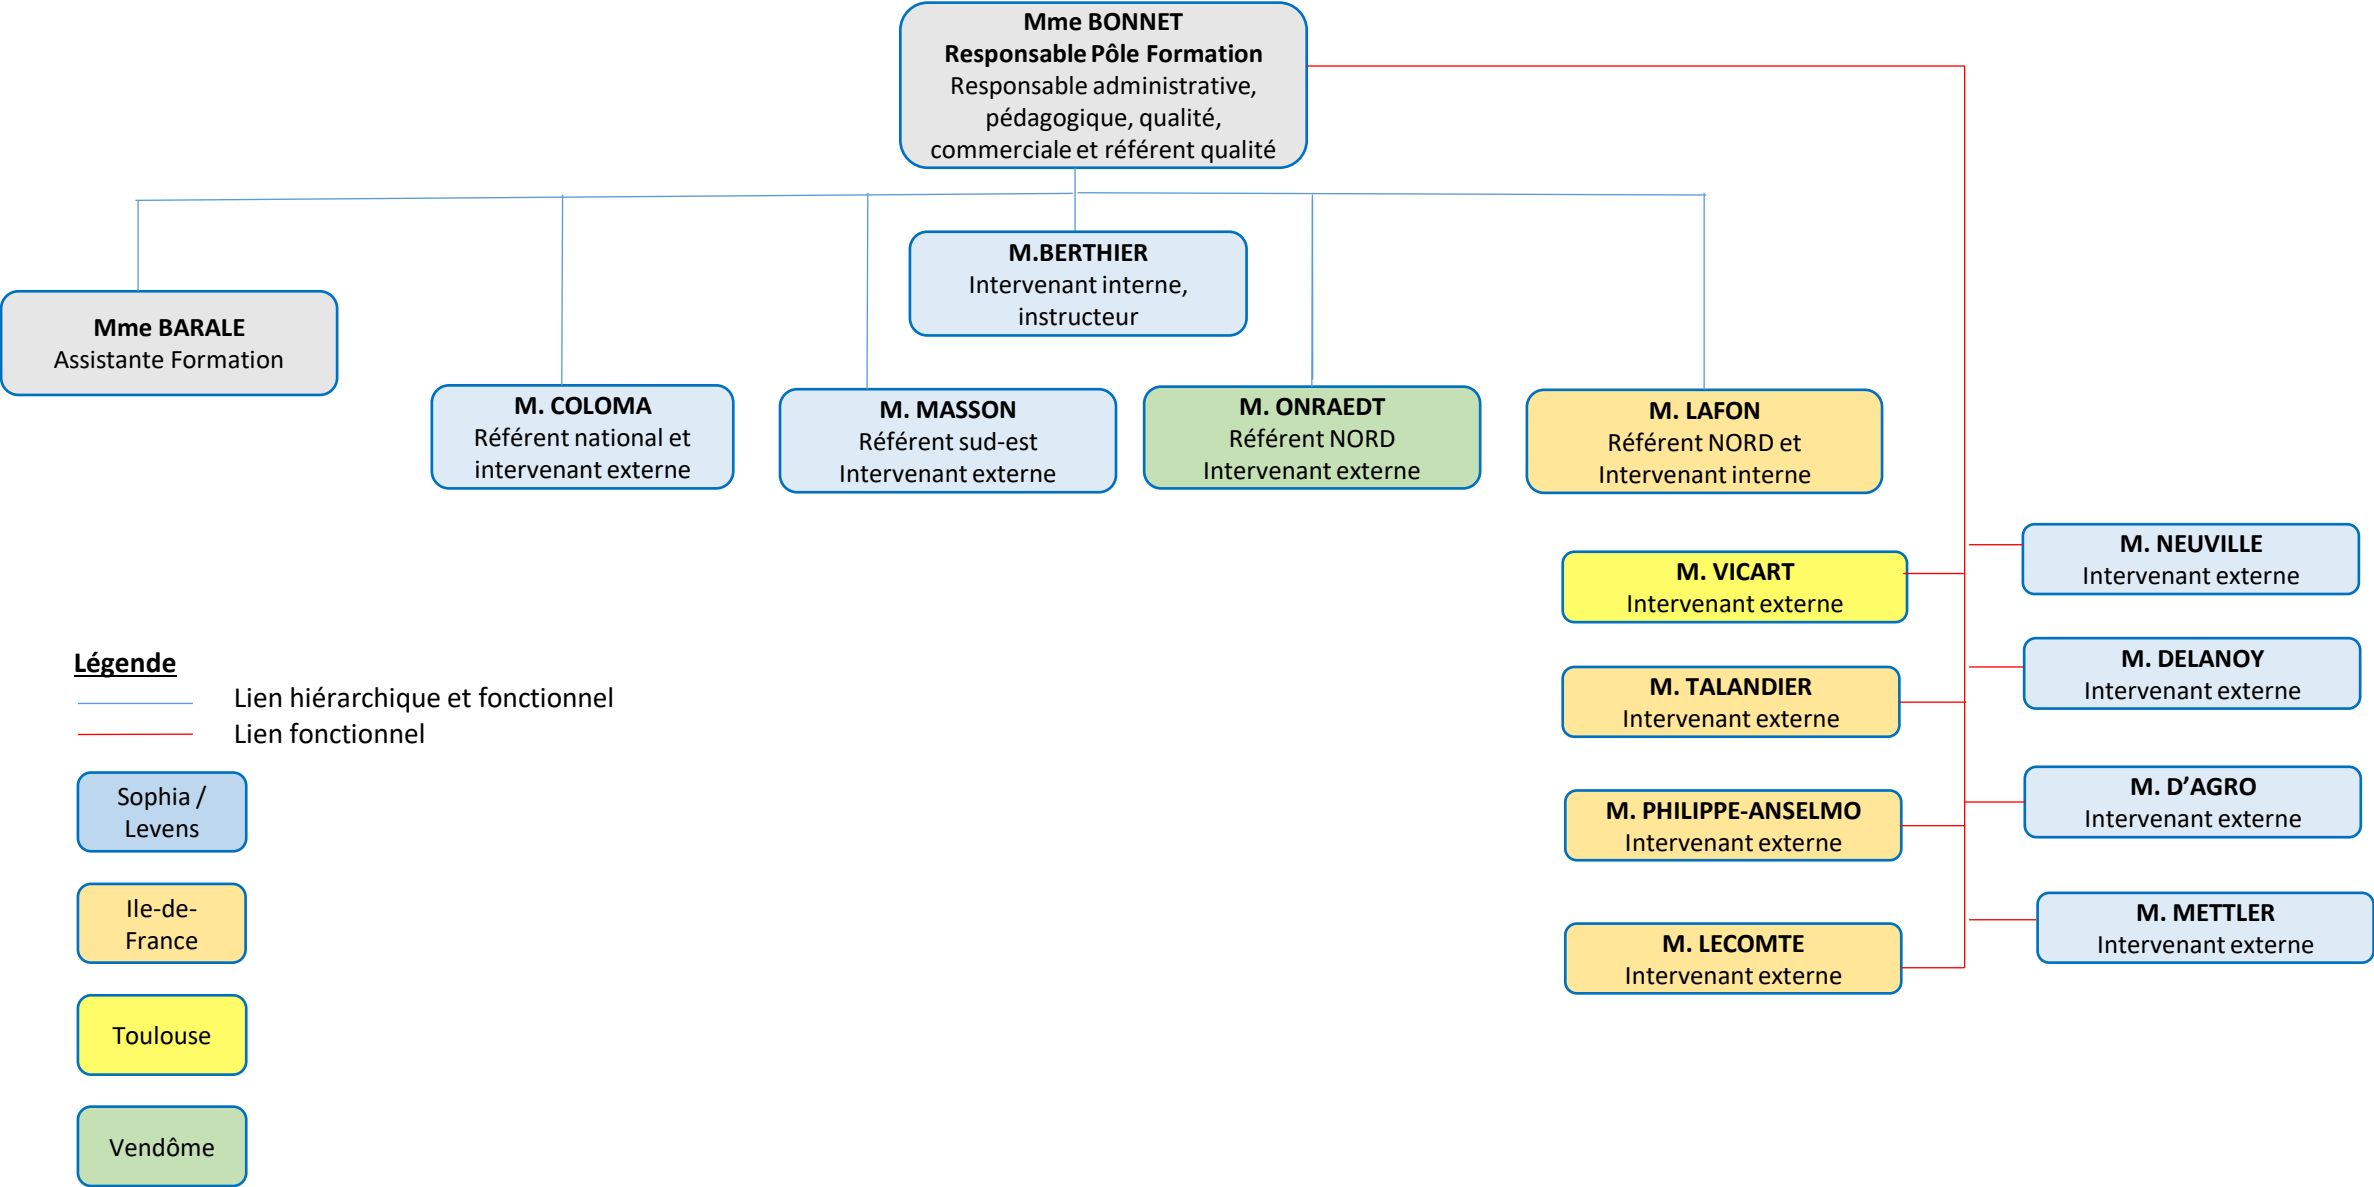 Mme BONNET
Responsable Pôle Formation
Responsable administrative,
pédagogique, qualité,
commerciale et référent qualité
M.BERTHIER
Intervenant interne,
instructeur
Mme BARALE
Assistante Formation
M. COLOMA
Référent national et
intervenant externe
M. MASSON
Référent sud-est
Intervenant externe
M. ONRAEDT
Référent NORD
Intervenant externe
M. LAFON
Référent NORD et
Intervenant interne
M. NEUVILLE
Intervenant externe
M. VICART
Intervenant externe
M. DELANOY
Intervenant externe
M. TALANDIER
Intervenant externe
M. D’AGRO
Intervenant externe
M. PHILIPPE-ANSELMO
Intervenant externe
M. METTLER
Intervenant externe
M. LECOMTE
Intervenant externe
Légende
Lien hiérarchique et fonctionnel
Lien fonctionnel
Sophia /
Levens
Ile-de-
France
Toulouse
Vendôme